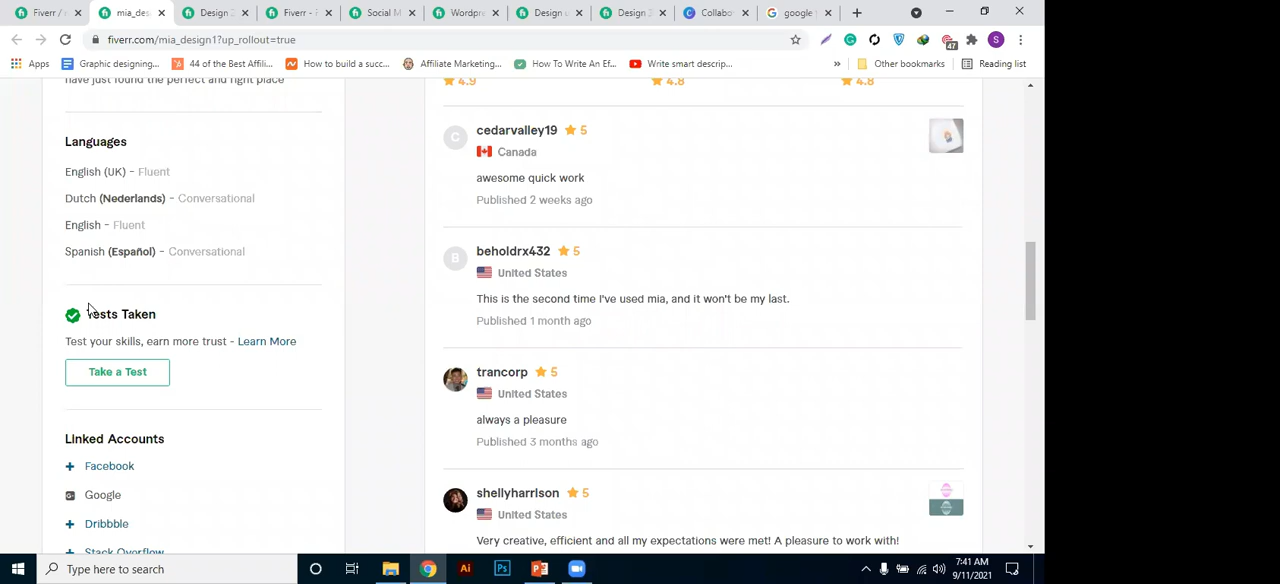 Fiverr /
mia_des
Design 2
Fiverr - F
Social M
Wordpre
Design u
Design 3
Collabo
google
fiverr.com/mia_design1?up_rollout=true
47
S
Apps
Graphic designing...
44 of the Best Affili...
How to build a succ...
Affiliate Marketing...
How To Write An Ef...
Write smart descrip...
»
Other bookmarks
Reading list
have just found the perfect and right place
Languages
English (UK) - Fluent
Dutch (Nederlands) - Conversational
English - Fluent
Spanish (Español) - Conversational
Tests Taken
Test your skills, earn more trust - Learn More
Take a Test
Linked Accounts
Facebook
Google
Dribbble
Stack Overflow
4.9
4.8
4.8
C
cedarvalley19 5
Canada
awesome quick work
Published 2 weeks ago
B
beholdrx432 5
United States
This is the second time I've used mia, and it won't be my last.
Published 1 month ago
trancorp 5
United States
always a pleasure
Published 3 months ago
shellyharrison 5
United States
Very creative, efficient and all my expectations were met! A pleasure to work with!
Type here to search
Ai
Ps
7:41 AM
9/11/2021